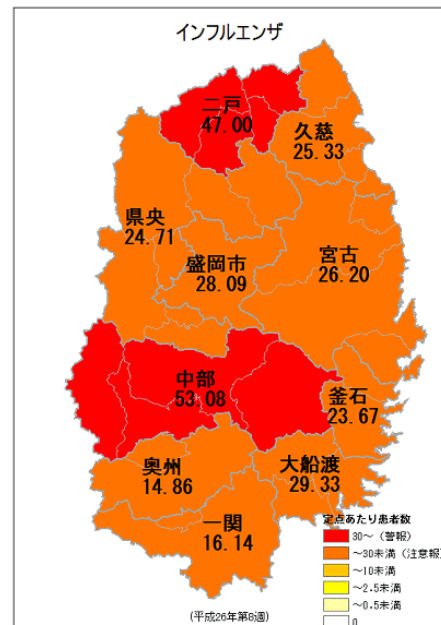 インフルエンザ
二戸
47.00
久慈
25.33
県央
24.71
盛岡市
28.09
宮古
26.20
中部
53.08
釜石
23.67
奥州
14.86
大船渡
29.33
一関
16.14
定点あたり患者数
30～（警報）
～30未満（注意報）
～10未満
～2.5未満
～0.5未満
0
(平成26年第8週)